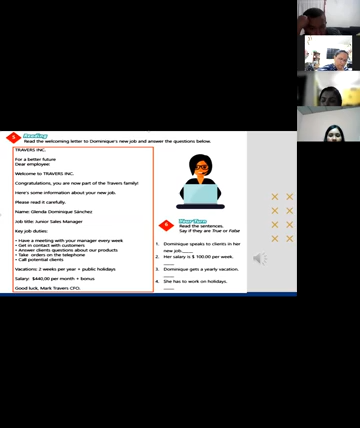 5 Reading
Read the welcoming letter to Dominique's new job and answer the questions below.
TRAVERS INC.
For a better future
Dear employee:
Welcome to TRAVERS INC.
Congratulations, you are now part of the Travers family!
Here's some information about your new job,
Please read it carefully.
Name: Glenda Dominique Sánchez
Job title: Junior Sales Manager
Key job duties:
• Have a meeting with your manager every week
• Get in contact with customers
• Answer clients questions about our products
• Take orders on the telephone
• Call potential clients
Vacations: 2 weeks per year + public holidays
Salary: $440,00 per month + bonus
Good luck, Mark Travers CFO.
6 Your Turn
Read the sentences.
Say if they are True or False
1. Dominique speaks to clients in her
new job.____
2. Her salary is $ 100.00 per week.
____
3. Dominique gets a yearly vacation.
____
4. She has to work on holidays.
____